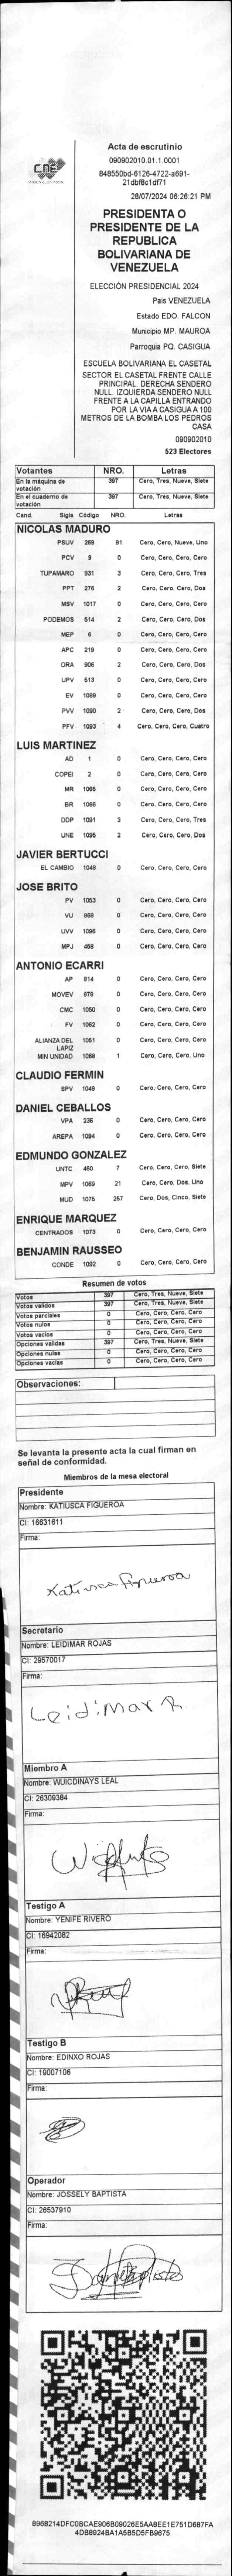 CNE
Acta de escrutinio
090902010.01.1.0001
848550bd-6126-4722-a691-
21dbf8c1df71
28/07/2024 06:26:21 PM
PRESIDENTA O
PRESIDENTE DE LA
REPUBLICA
BOLIVARIANA DE
VENEZUELA
ELECCIÓN PRESIDENCIAL 2024
Pais VENEZUELA
Estado EDO. FALCON
Municipio MP. MAUROA
Parroquia PQ. CASIGUA
ESCUELA BOLIVARIANA EL CASETAL
SECTOR EL CASETAL FRENTE CALLE
PRINCIPAL. DERECHA SENDERO
NULL. IZQUIERDA SENDERO NULL
FRENTE A LA CAPILLA ENTRANDO
POR LA VIA A CASIGUA A 100
METROS DE LA BOMBA LOS PEDROS
CASA
090902010
523 Electores
Votantes NRO. Letras
En la máquina de votación 397 Cero, Tres, Nueve, Siete
En el cuaderno de votación 397 Cero, Tres, Nueve, Siete
Cand. Sigla Código NRO. Letras
NICOLAS MADURO
PSUV 269 91 Cero, Cero, Nueve, Uno
PCV 9 0 Cero, Cero, Cero, Cero
TUPAMARO 931 3 Cero, Cero, Cero, Tres
PPT 276 2 Cero, Cero, Cero, Dos
MSV 1017 0 Cero, Cero, Cero, Cero
PODEMOS 514 2 Cero, Cero, Cero, Dos
MEP 6 0 Cero, Cero, Cero, Cero
APC 219 0 Cero, Cero, Cero, Cero
ORA 906 2 Cero, Cero, Cero, Dos
UPV 513 0 Cero, Cero, Cero, Cero
EV 1089 0 Cero, Cero, Cero, Cero
PVV 1090 2 Cero, Cero, Cero, Dos
PFV 1093 4 Cero, Cero, Cero, Cuatro
LUIS MARTINEZ
AD 1 0 Cero, Cero, Cero, Cero
COPEI 2 0 Cero, Cero, Cero, Cero
MR 1065 0 Cero, Cero, Cero, Cero
BR 1066 0 Cero, Cero, Cero, Cero
DDP 1091 3 Cero, Cero, Cero, Tres
UNE 1095 2 Cero, Cero, Cero, Dos
JAVIER BERTUCCI
EL CAMBIO 1048 0 Cero, Cero, Cero, Cero
JOSE BRITO
PV 1053 0 Cero, Cero, Cero, Cero
VU 868 0 Cero, Cero, Cero, Cero
UVV 1096 0 Cero, Cero, Cero, Cero
MPJ 458 0 Cero, Cero, Cero, Cero
ANTONIO ECARRI
AP 814 0 Cero, Cero, Cero, Cero
MOVEV 878 0 Cero, Cero, Cero, Cero
CMC 1050 0 Cero, Cero, Cero, Cero
FV 1062 0 Cero, Cero, Cero, Cero
ALIANZA DEL LAPIZ 1061 0 Cero, Cero, Cero, Cero
MIN UNIDAD 1068 1 Cero, Cero, Cero, Uno
CLAUDIO FERMIN
SPV 1049 0 Cero, Cero, Cero, Cero
DANIEL CEBALLOS
VPA 236 0 Cero, Cero, Cero, Cero
AREPA 1094 0 Cero, Cero, Cero, Cero
EDMUNDO GONZALEZ
UNTC 460 7 Cero, Cero, Cero, Siete
MPV 1069 21 Cero, Cero, Dos, Uno
MUD 1075 257 Cero, Dos, Cinco, Siete
ENRIQUE MARQUEZ
CENTRADOS 1073 0 Cero, Cero, Cero, Cero
BENJAMIN RAUSSEO
CONDE 1092 0 Cero, Cero, Cero, Cero
Resumen de votos
Votos 397 Cero, Tres, Nueve, Siete
Votos validos 397 Cero, Tres, Nueve, Siete
Votos parciales 0 Cero, Cero, Cero, Cero
Votos nulos 0 Cero, Cero, Cero, Cero
Votos vacios 0 Cero, Cero, Cero, Cero
Opciones validas 397 Cero, Tres, Nueve, Siete
Opciones nulas 0 Cero, Cero, Cero, Cero
Opciones vacias 0 Cero, Cero, Cero, Cero
Observaciones:
Se levanta la presente acta la cual firman en
señal de conformidad.
Miembros de la mesa electoral
Presidente
Nombre: KATIUSCA FIGUEROA
CI: 16631611
Firma:
Katiusca Figueroa
Secretario
Nombre: LEIDIMAR ROJAS
CI: 29570017
Firma:
Leidimar R
Miembro A
Nombre: WUICDINAYS LEAL
CI: 26309384
Firma:
Testigo A
Nombre: YENIFE RIVERO
CI: 16942082
Firma:
Testigo B
Nombre: EDINXO ROJAS
CI: 19007106
Firma:
Operador
Nombre: JOSSELY BAPTISTA
CI: 26537910
Firma:
8968214DFC0BCAE906B09026E5AA8EE1E751D687FA
4DB8924BA1A5B5D5FB9675